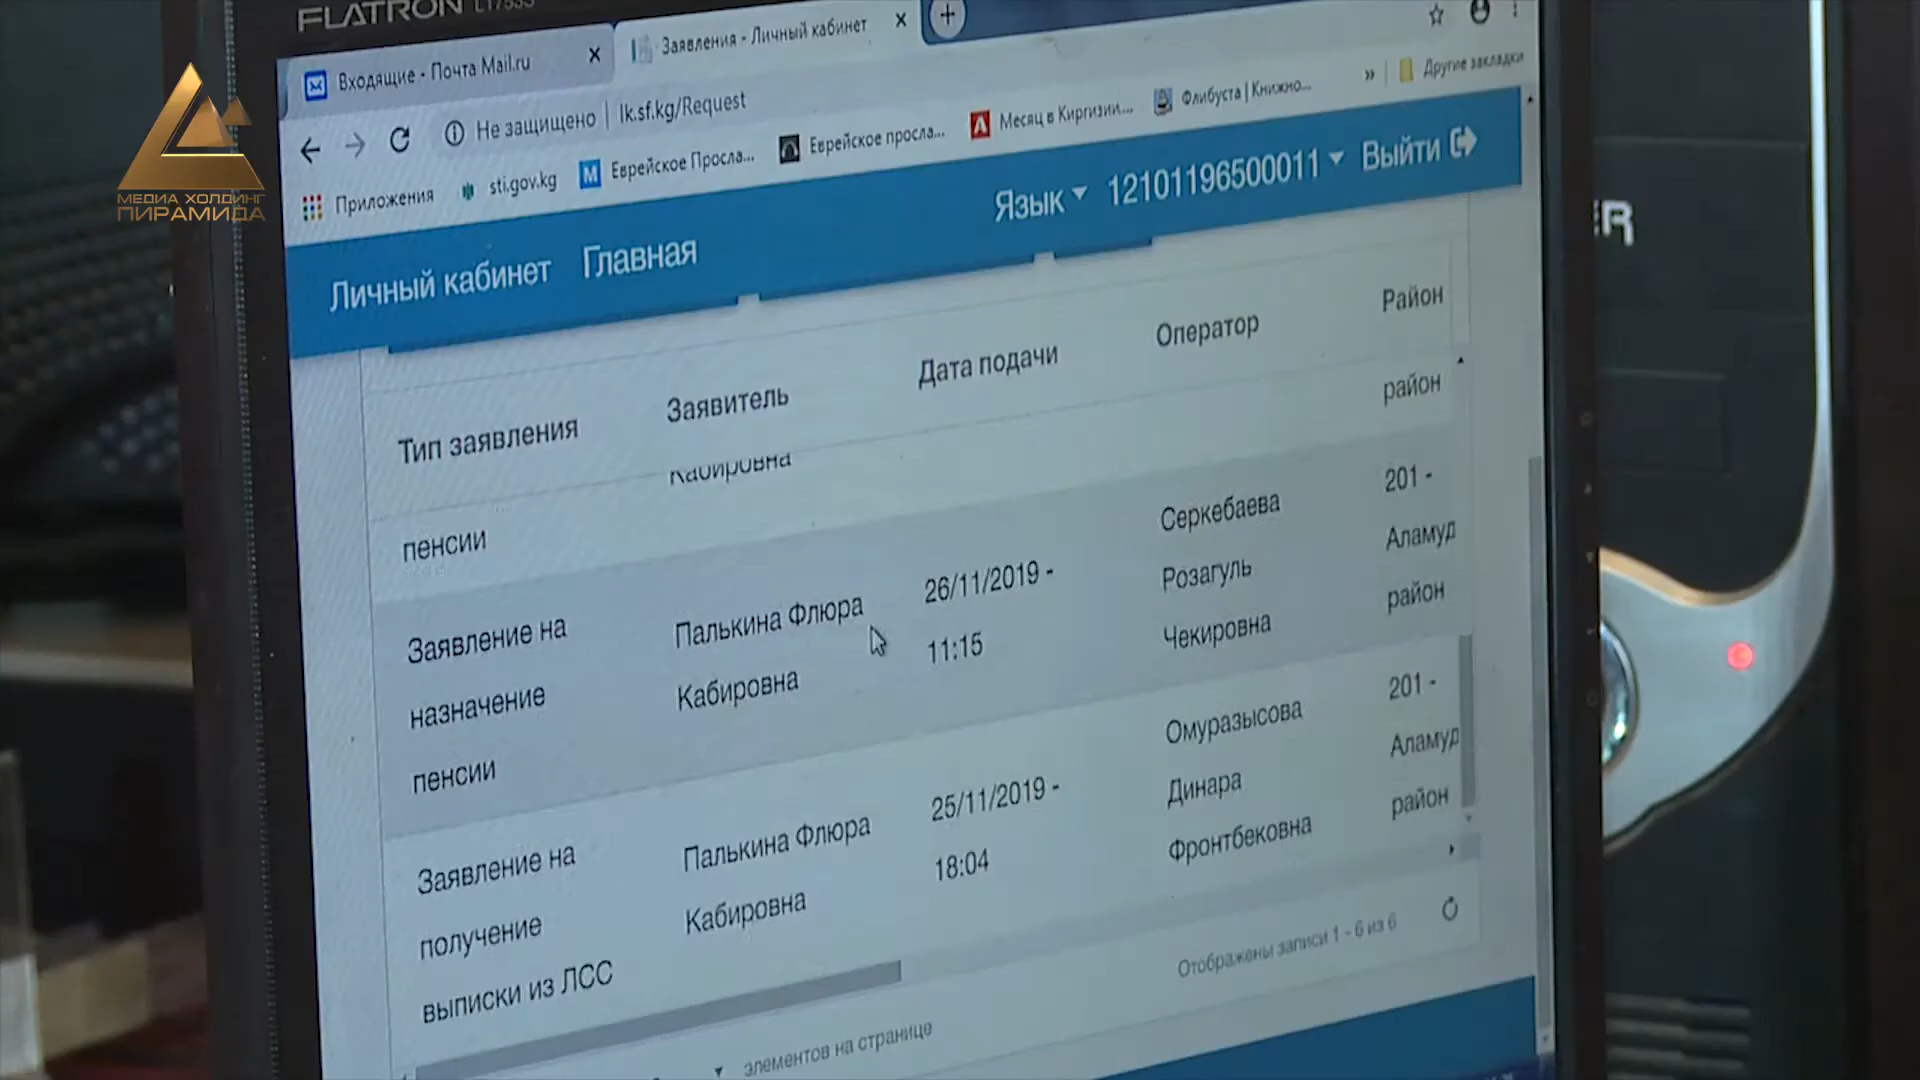 FLATRON L1753S
МЕДИА ХОЛДИНГ
ПИРАМИДА
Входящие - Почта Mail.ru
Заявления - Личный кабинет
Не защищено | lk.sf.kg/Request
Приложения
sti.gov.kg
Еврейское Просла...
Еврейское просла...
Месяц в Киргизии...
Флибуста | Книжно...
»
Другие закладки
Личный кабинет
Главная
Язык
12101196500011
Выйти
Тип заявления
Заявитель
Дата подачи
Оператор
Район
пенсии
Кабировна
район
Заявление на
назначение
пенсии
Палькина Флюра
Кабировна
26/11/2019 -
11:15
Серкебаева
Розагуль
Чекировна
201 -
Аламуд
район
Заявление на
получение
выписки из ЛСС
Палькина Флюра
Кабировна
25/11/2019 -
18:04
Омуразысова
Динара
Фронтбековна
201 -
Аламуд
район
Отображены записи 1 - 6 из 6
элементов на странице